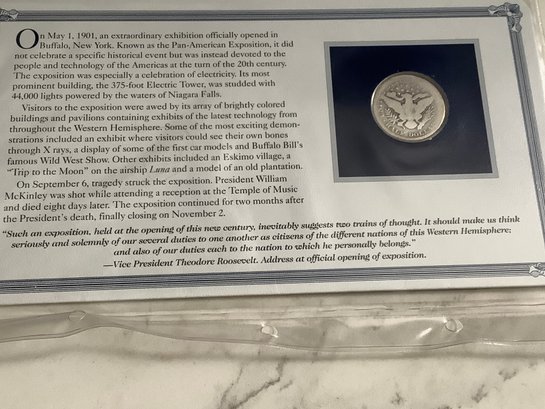 On May 1, 1901, an extraordinary exhibition officially opened in
Buffalo, New York. Known as the Pan-American Exposition, it did
not celebrate a specific historical event but was instead devoted to the
people and technology of the Americas at the turn of the 20th century.
The exposition was especially a celebration of electricity. Its most
prominent building, the 375-foot Electric Tower, was studded with
44,000 lights powered by the waters of Niagara Falls.
Visitors to the exposition were awed by its array of brightly colored
buildings and pavilions containing exhibits of the latest technology from
throughout the Western Hemisphere. Some of the most exciting demon-
strations included an exhibit where visitors could see their own bones
through X rays, a display of some of the first car models and Buffalo Bill's
famous Wild West Show. Other exhibits included an Eskimo village, a
"Trip to the Moon" on the airship Luna and a model of an old plantation.
On September 6, tragedy struck the exposition. President William
McKinley was shot while attending a reception at the Temple of Music
and died eight days later. The exposition continued for two months after
the President's death, finally closing on November 2.
"Such an exposition, held at the opening of this new century, inevitably suggests two trains of thought. It should make us think
seriously and solemnly of our several duties to one another as citizens of the different nations of this Western Hemisphere;
and also of our duties each to the nation to which he personally belongs."
—Vice President Theodore Roosevelt. Address at official opening of exposition.